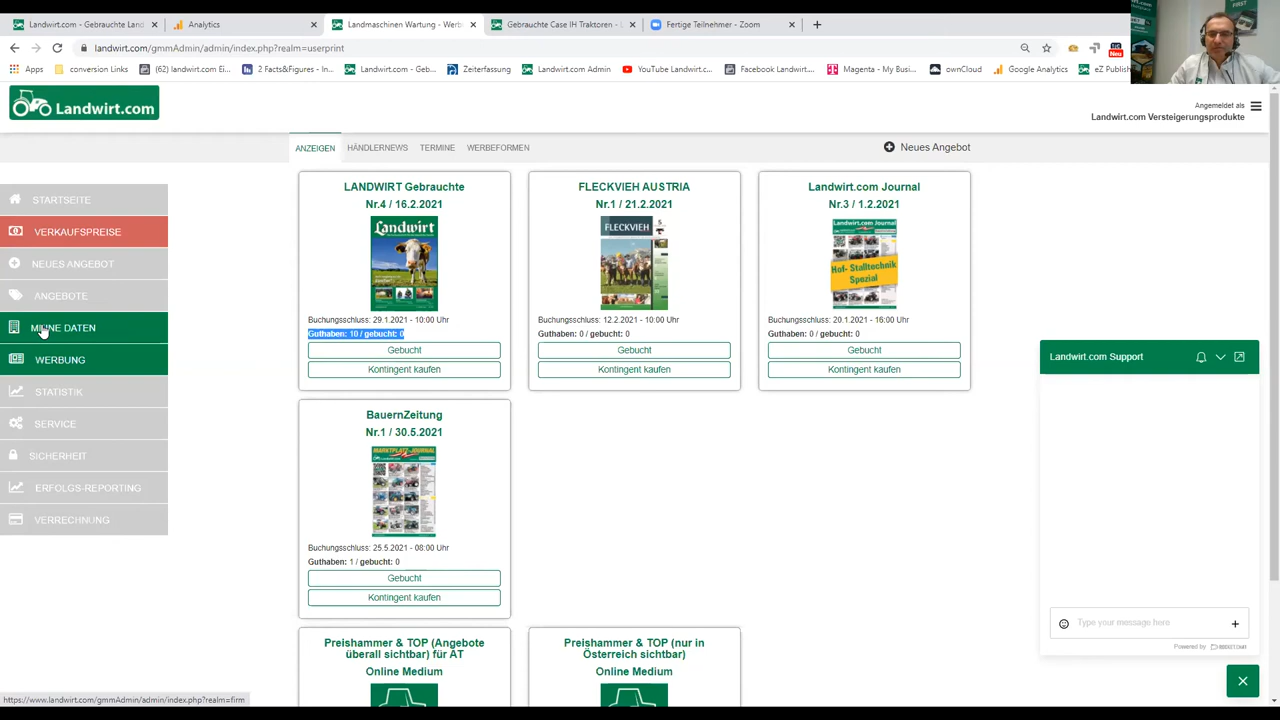 Landwirt.com - Gebrauchte Land
Analytics
Landmaschinen Wartung - Werb
Gebrauchte Case IH Traktoren - L
Fertige Teilnehmer - Zoom
landwirt.com/gmmAdmin/admin/index.php?realm=userprint
Neu
Apps
conversion Links
(62) landwirt.com Ei...
2 Facts&Figures - In...
Landwirt.com - Geb...
Zeiterfassung
Landwirt.com Admin
YouTube Landwirt.c...
Facebook Landwirt....
Magenta - My Busi...
ownCloud
Google Analytics
eZ Publish
FIRST
Landwirt.com
Angemeldet als
Landwirt.com Versteigerungsprodukte
ANZEIGEN
HÄNDLERNEWS
TERMINE
WERBEFORMEN
Neues Angebot
STARTSEITE
VERKAUFSPREISE
NEUES ANGEBOT
ANGEBOTE
MEINE DATEN
WERBUNG
STATISTIK
SERVICE
SICHERHEIT
ERFOLGS-REPORTING
VERRECHNUNG
LANDWIRT Gebrauchte
Nr.4 / 16.2.2021
Landwirt
Buchungsschluss: 29.1.2021 - 10:00 Uhr
Guthaben: 10 / gebucht: 0
Gebucht
Kontingent kaufen
FLECKVIEH AUSTRIA
Nr.1 / 21.2.2021
FLECKVIEH
Buchungsschluss: 12.2.2021 - 10:00 Uhr
Guthaben: 0 / gebucht: 0
Gebucht
Kontingent kaufen
Landwirt.com Journal
Nr.3 / 1.2.2021
Landwirt.com Journal
Hof- Stalltechnik
Spezial
Buchungsschluss: 20.1.2021 - 16:00 Uhr
Guthaben: 0 / gebucht: 0
Gebucht
Kontingent kaufen
BauernZeitung
Nr.1 / 30.5.2021
MARKTPLATZ-JOURNAL
Buchungsschluss: 25.5.2021 - 08:00 Uhr
Guthaben: 1 / gebucht: 0
Gebucht
Kontingent kaufen
Preishammer & TOP (Angebote
überall sichtbar) für AT
Online Medium
Preishammer & TOP (nur in
Österreich sichtbar)
Online Medium
Landwirt.com Support
Type your message here
Powered by
https://www.landwirt.com/gmmAdmin/admin/index.php?realm=firm